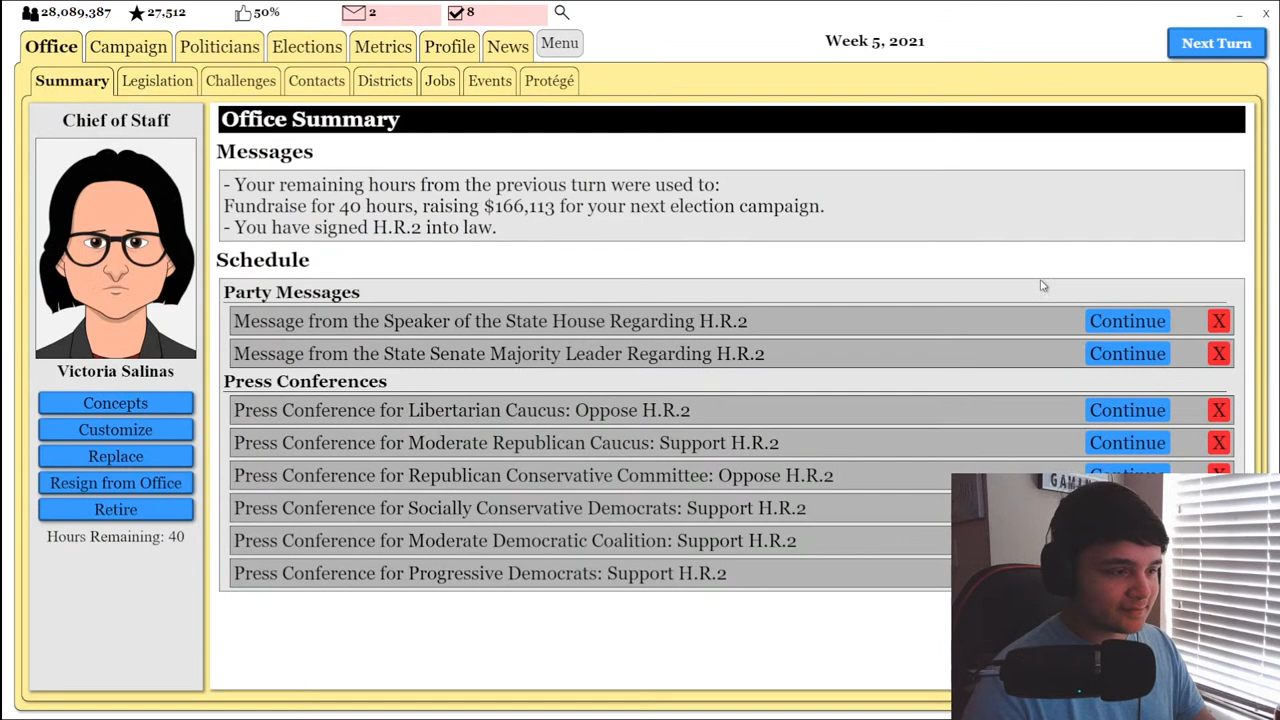 28,089,387 27,512 50% 2 8
_ X
Office Campaign Politicians Elections Metrics Profile News Menu
Week 5, 2021
Next Turn
Summary Legislation Challenges Contacts Districts Jobs Events Protégé
Chief of Staff
Victoria Salinas
Concepts
Customize
Replace
Resign from Office
Retire
Hours Remaining: 40
Office Summary
Messages
- Your remaining hours from the previous turn were used to:
Fundraise for 40 hours, raising $166,113 for your next election campaign.
- You have signed H.R.2 into law.
Schedule
Party Messages
Message from the Speaker of the State House Regarding H.R.2 Continue X
Message from the State Senate Majority Leader Regarding H.R.2 Continue X
Press Conferences
Press Conference for Libertarian Caucus: Oppose H.R.2 Continue X
Press Conference for Moderate Republican Caucus: Support H.R.2 Continue X
Press Conference for Republican Conservative Committee: Oppose H.R.2
Press Conference for Socially Conservative Democrats: Support H.R.2
Press Conference for Moderate Democratic Coalition: Support H.R.2
Press Conference for Progressive Democrats: Support H.R.2